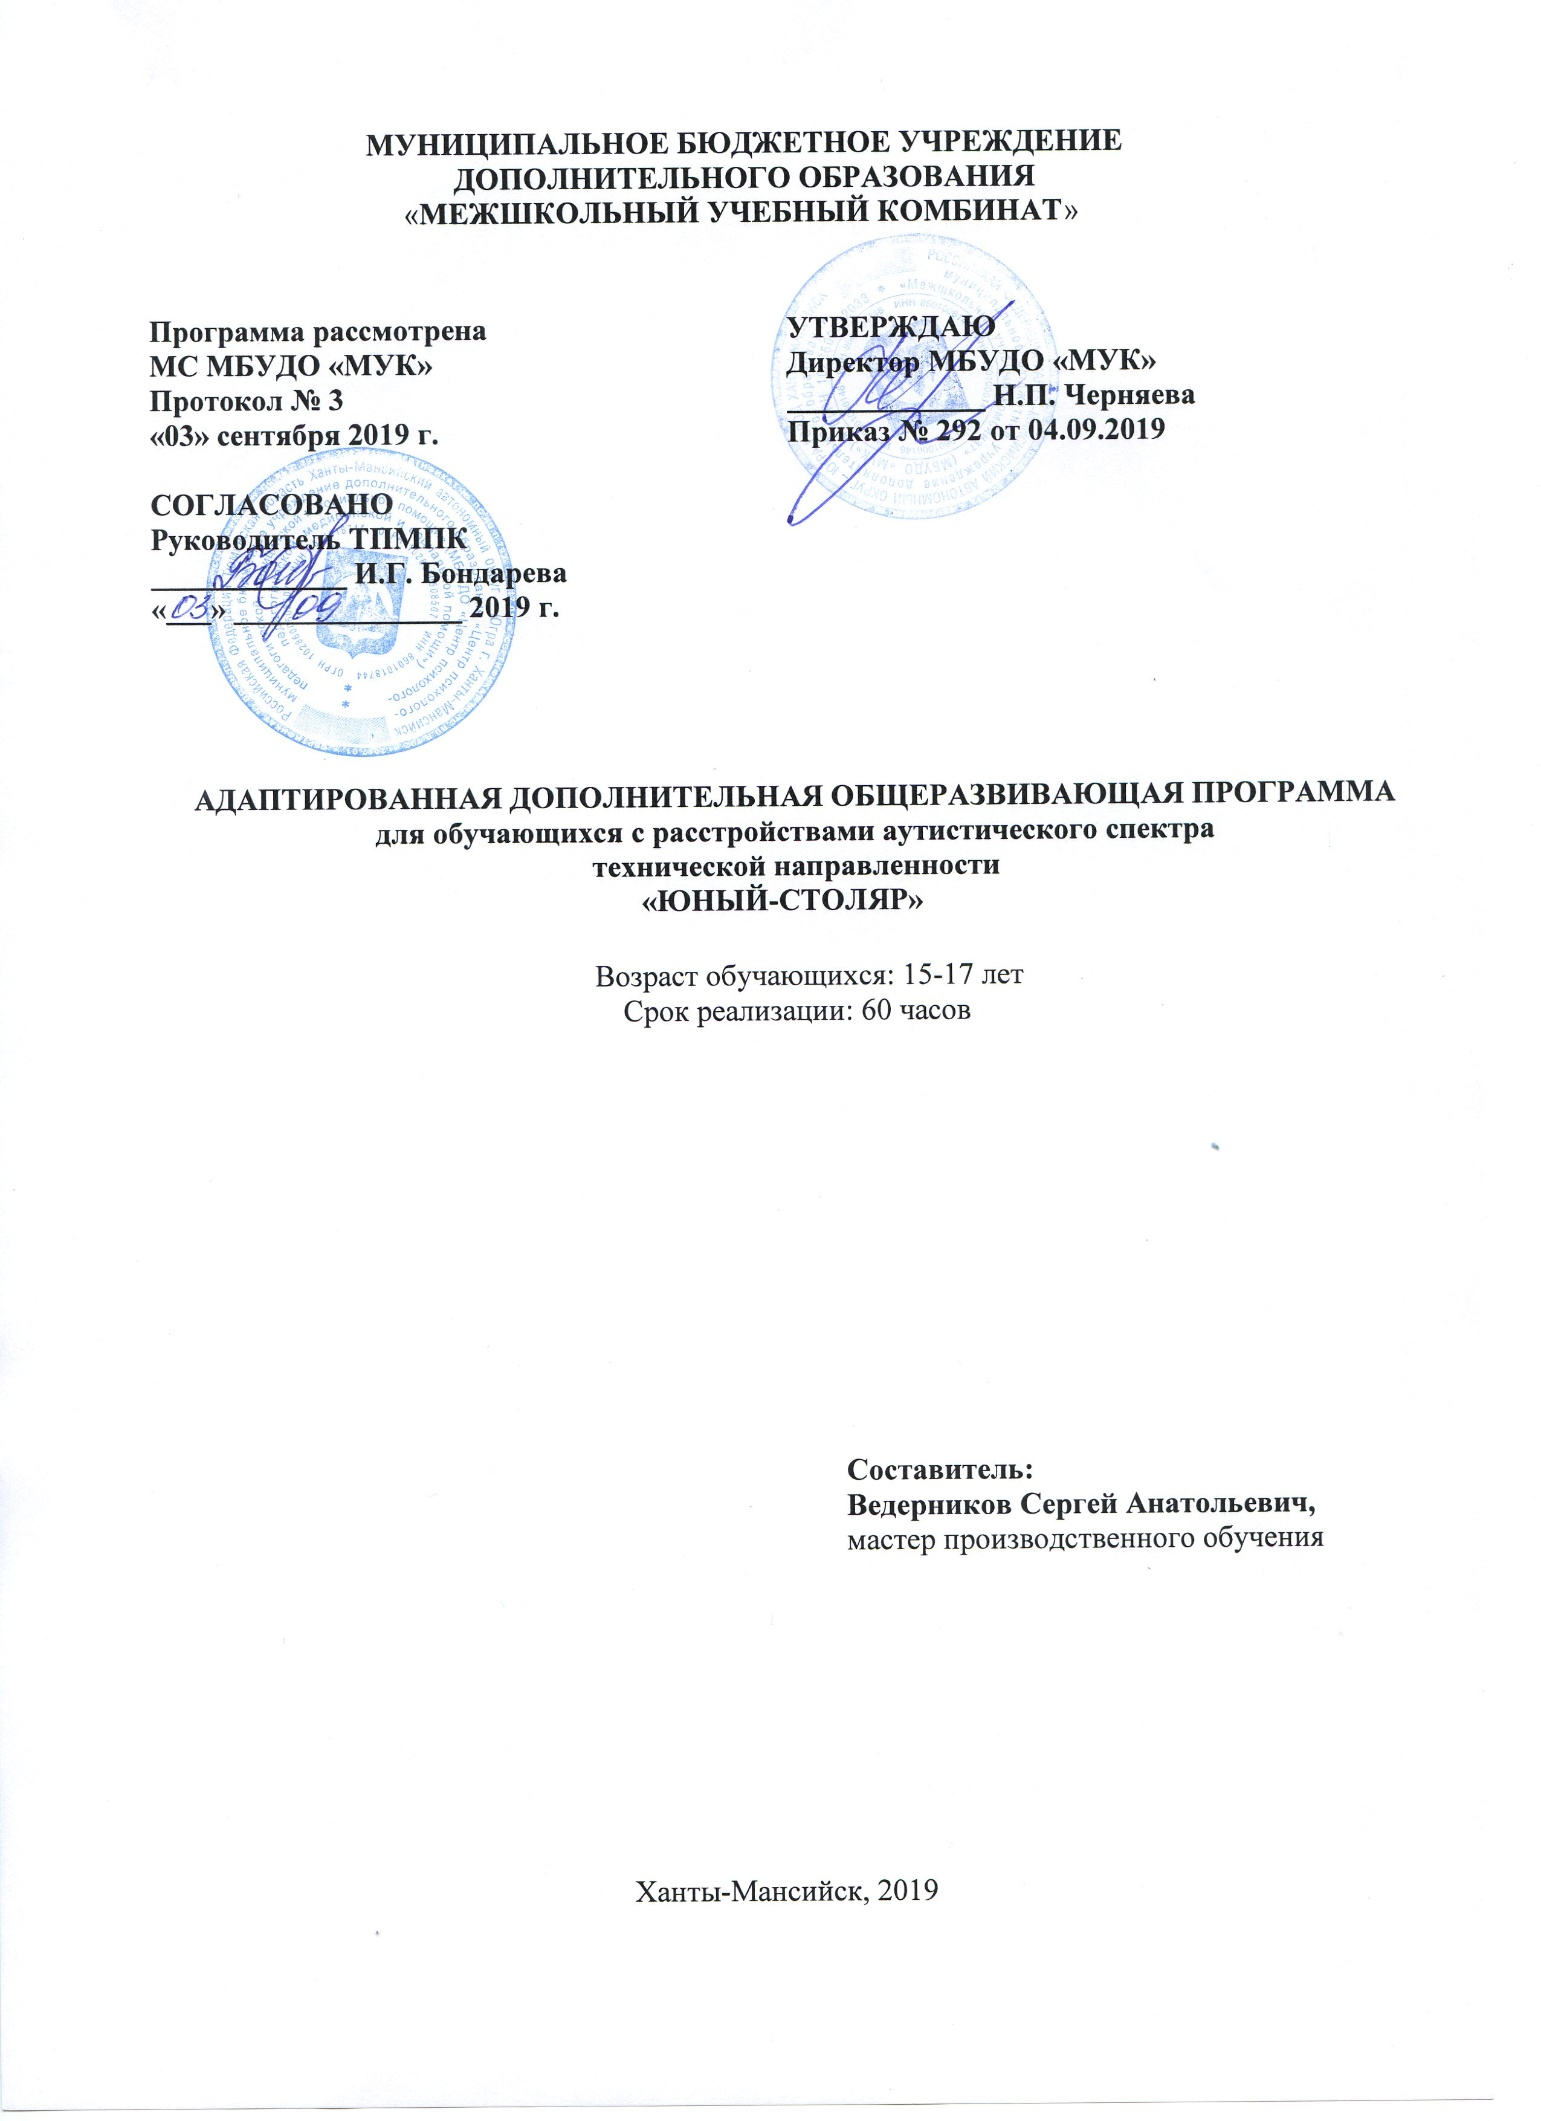 МУНИЦИПАЛЬНОЕ БЮДЖЕТНОЕ УЧРЕЖДЕНИЕ
ДОПОЛНИТЕЛЬНОГО ОБРАЗОВАНИЯ
«МЕЖШКОЛЬНЫЙ УЧЕБНЫЙ КОМБИНАТ»
Программа рассмотрена
МС МБУДО «МУК»
Протокол № 3
«03» сентября 2019 г.
УТВЕРЖДАЮ
Директор МБУДО «МУК»
_____________ Н.П. Черняева
Приказ № 292 от 04.09.2019
СОГЛАСОВАНО
Руководитель ТПМПК
_____________ И.Г. Бондарева
«03» 09 2019 г.
АДАПТИРОВАННАЯ ДОПОЛНИТЕЛЬНАЯ ОБЩЕРАЗВИВАЮЩАЯ ПРОГРАММА
для обучающихся с расстройствами аутистического спектра
технической направленности
«ЮНЫЙ-СТОЛЯР»
Возраст обучающихся: 15-17 лет
Срок реализации: 60 часов
Составитель:
Ведерников Сергей Анатольевич,
мастер производственного обучения
Ханты-Мансийск, 2019